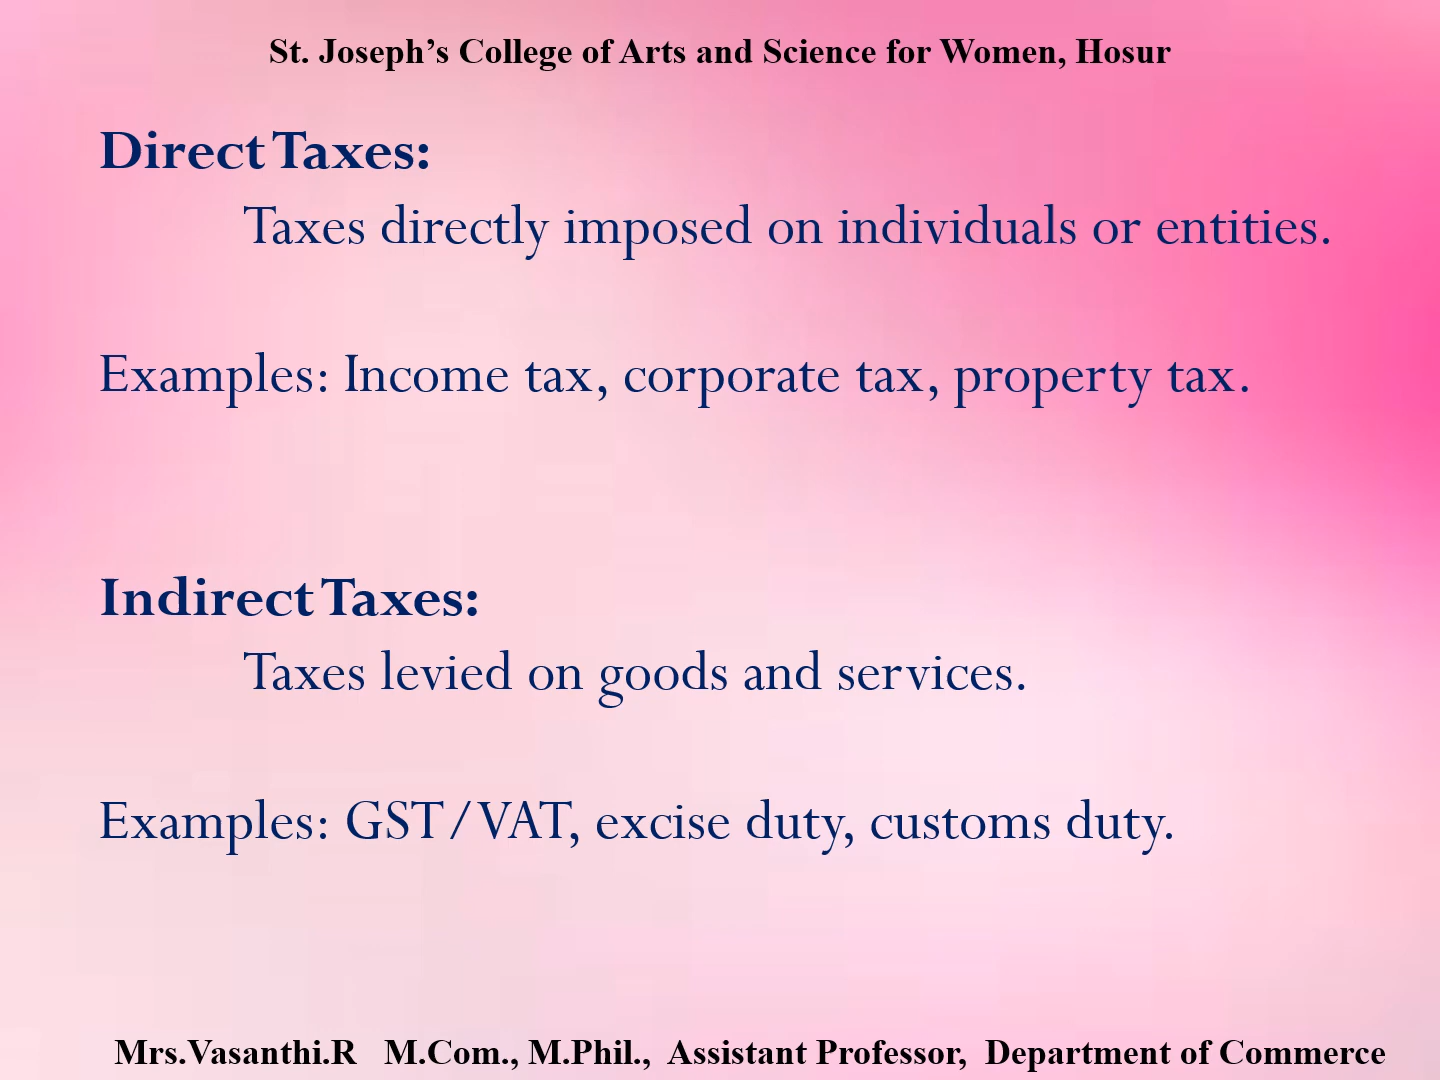 St. Joseph’s College of Arts and Science for Women, Hosur
Direct Taxes:
Taxes directly imposed on individuals or entities.
Examples: Income tax, corporate tax, property tax.
Indirect Taxes:
Taxes levied on goods and services.
Examples: GST/VAT, excise duty, customs duty.
Mrs.Vasanthi.R M.Com., M.Phil., Assistant Professor, Department of Commerce